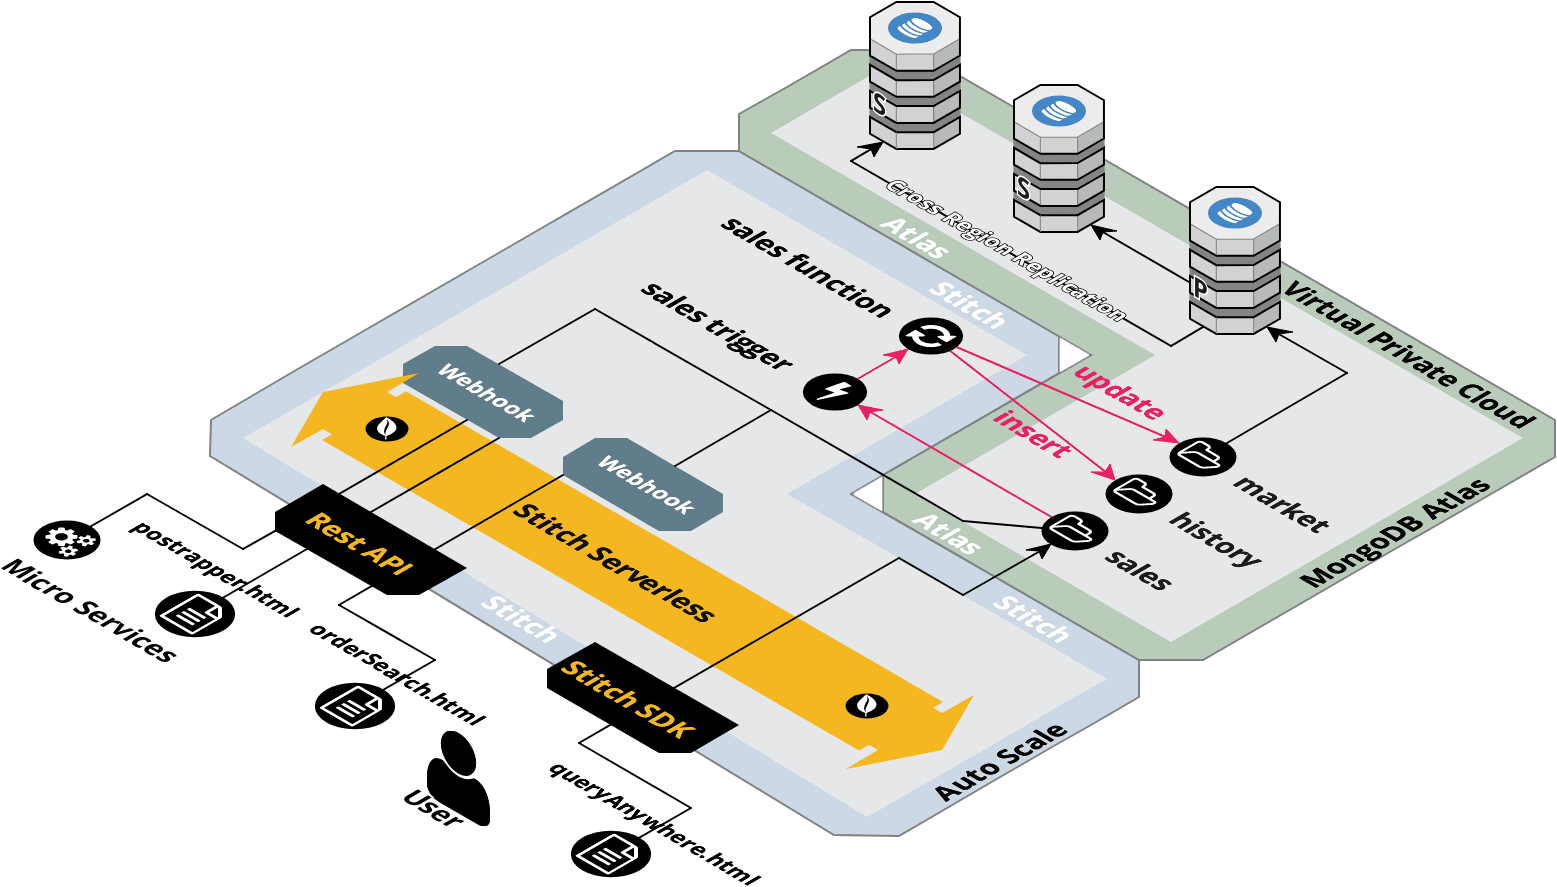 S
S
P
Cross-Region-Replication
Virtual Private Cloud
Atlas
Stitch
sales function
sales trigger
update
insert
Webhook
Webhook
market
history
sales
MongoDB Atlas
Atlas
Stitch
Rest API
Stitch Serverless
Stitch
Stitch SDK
Auto Scale
Micro Services
postrapper.html
orderSearch.html
User
queryAnywhere.html